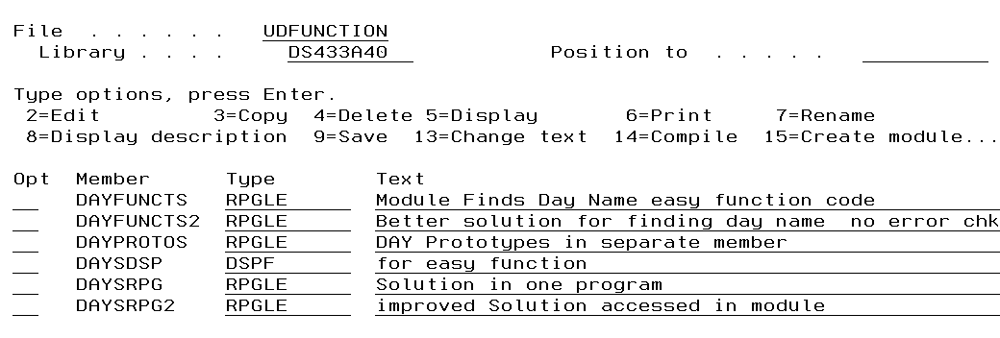 File . . . . . . UDFUNCTION
Library . . . . DS433A40 Position to . . . . .
Type options, press Enter.
2=Edit 3=Copy 4=Delete 5=Display 6=Print 7=Rename
8=Display description 9=Save 13=Change text 14=Compile 15=Create module...
Opt Member Type Text
DAYFUNCTS RPGLE Module Finds Day Name easy function code
DAYFUNCTS2 RPGLE Better solution for finding day name no error chk
DAYPROTOS RPGLE DAY Prototypes in separate member
DAYSDSP DSPF for easy function
DAYSRPG RPGLE Solution in one program
DAYSRPG2 RPGLE improved Solution accessed in module